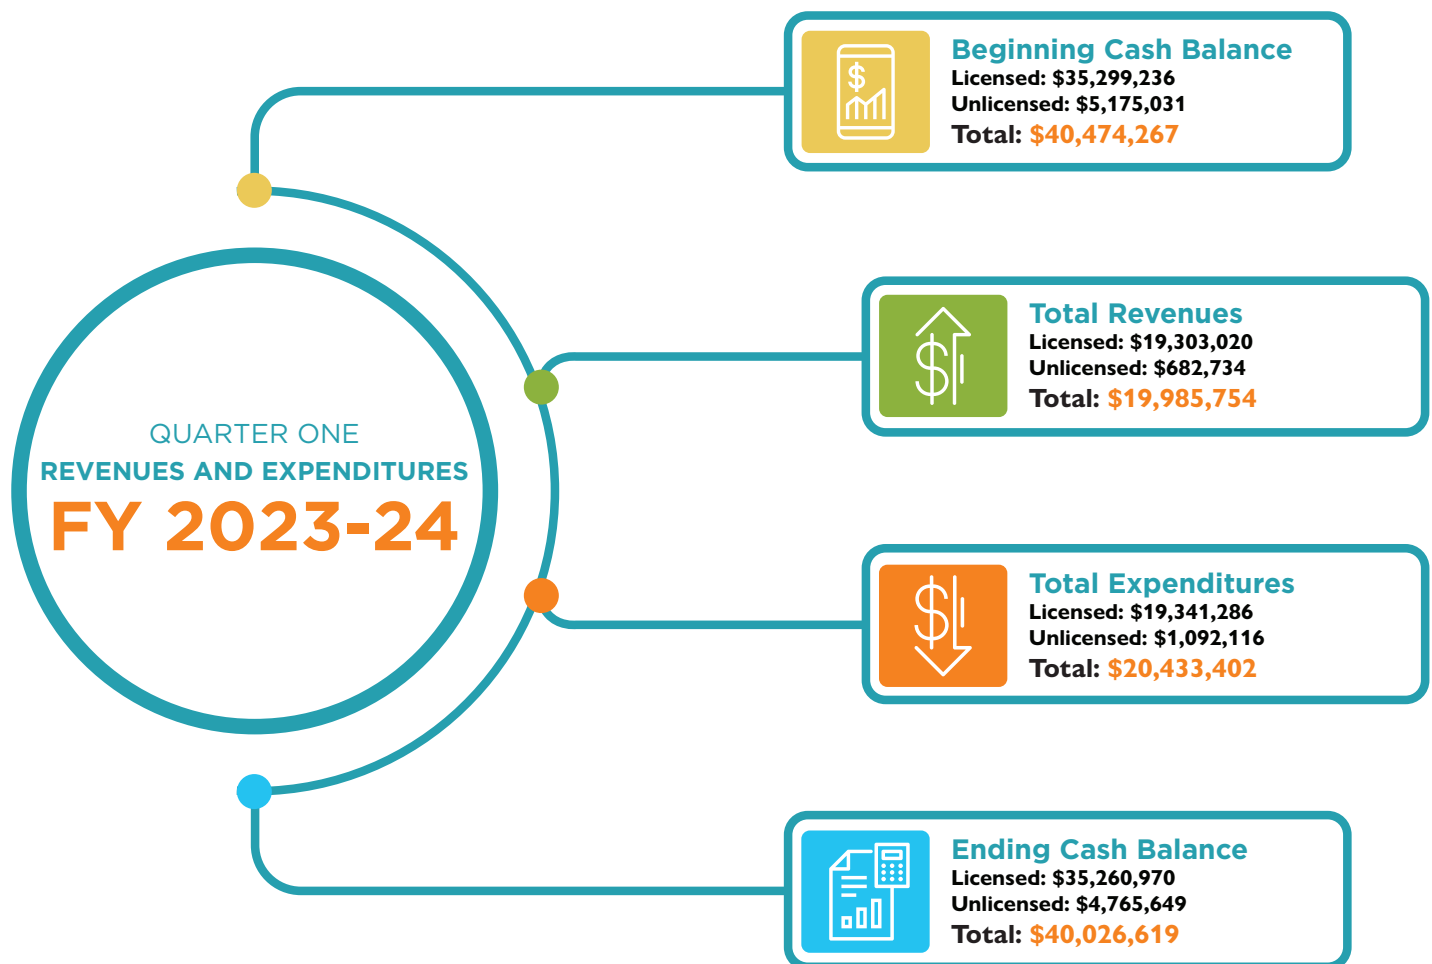 QUARTER ONE
REVENUES AND EXPENDITURES
FY 2023-24
Beginning Cash Balance
Licensed: $35,299,236
Unlicensed: $5,175,031
Total: $40,474,267
Total Revenues
Licensed: $19,303,020
Unlicensed: $682,734
Total: $19,985,754
Total Expenditures
Licensed: $19,341,286
Unlicensed: $1,092,116
Total: $20,433,402
Ending Cash Balance
Licensed: $35,260,970
Unlicensed: $4,765,649
Total: $40,026,619